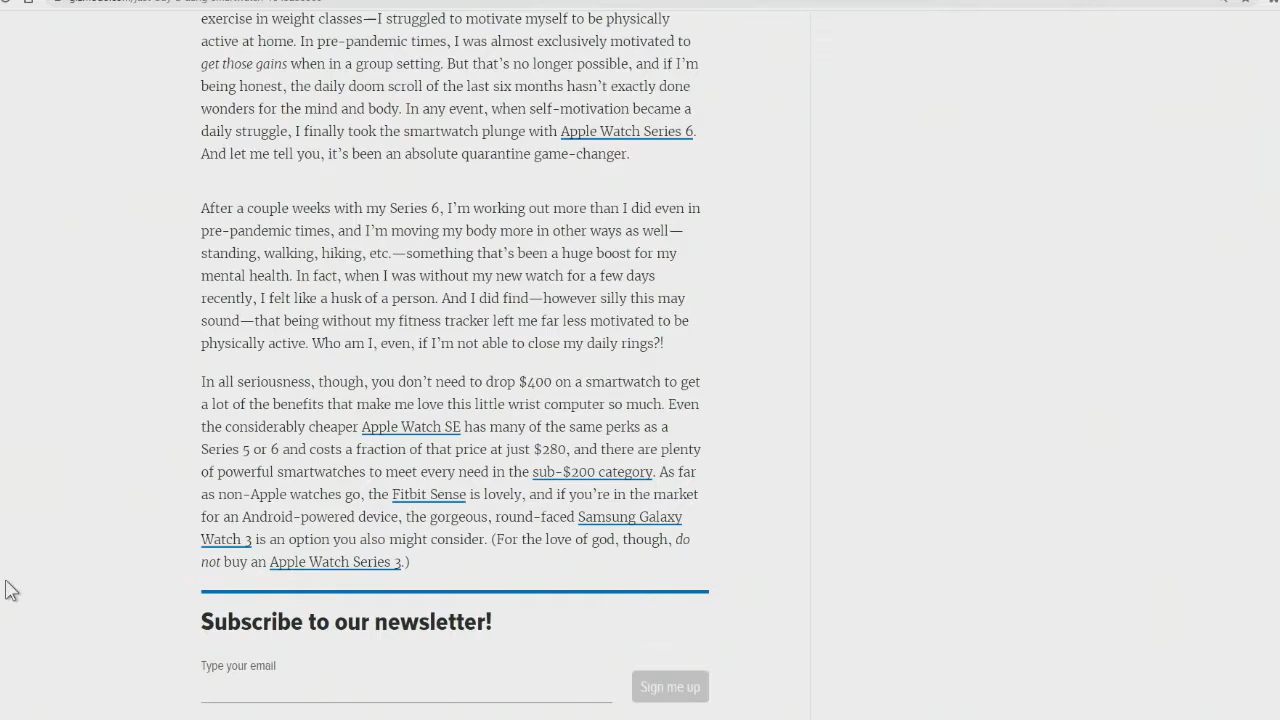 exercise in weight classes—I struggled to motivate myself to be physically
active at home. In pre-pandemic times, I was almost exclusively motivated to
get those gains when in a group setting. But that's no longer possible, and if I'm
being honest, the daily doom scroll of the last six months hasn't exactly done
wonders for the mind and body. In any event, when self-motivation became a
daily struggle, I finally took the smartwatch plunge with Apple Watch Series 6.
And let me tell you, it's been an absolute quarantine game-changer.
After a couple weeks with my Series 6, I'm working out more than I did even in
pre-pandemic times, and I'm moving my body more in other ways as well—
standing, walking, hiking, etc.—something that's been a huge boost for my
mental health. In fact, when I was without my new watch for a few days
recently, I felt like a husk of a person. And I did find—however silly this may
sound—that being without my fitness tracker left me far less motivated to be
physically active. Who am I, even, if I'm not able to close my daily rings?!
In all seriousness, though, you don't need to drop $400 on a smartwatch to get
a lot of the benefits that make me love this little wrist computer so much. Even
the considerably cheaper Apple Watch SE has many of the same perks as a
Series 5 or 6 and costs a fraction of that price at just $280, and there are plenty
of powerful smartwatches to meet every need in the sub-$200 category. As far
as non-Apple watches go, the Fitbit Sense is lovely, and if you're in the market
for an Android-powered device, the gorgeous, round-faced Samsung Galaxy
Watch 3 is an option you also might consider. (For the love of god, though, do
not buy an Apple Watch Series 3.)
Subscribe to our newsletter!
Type your email
Sign me up